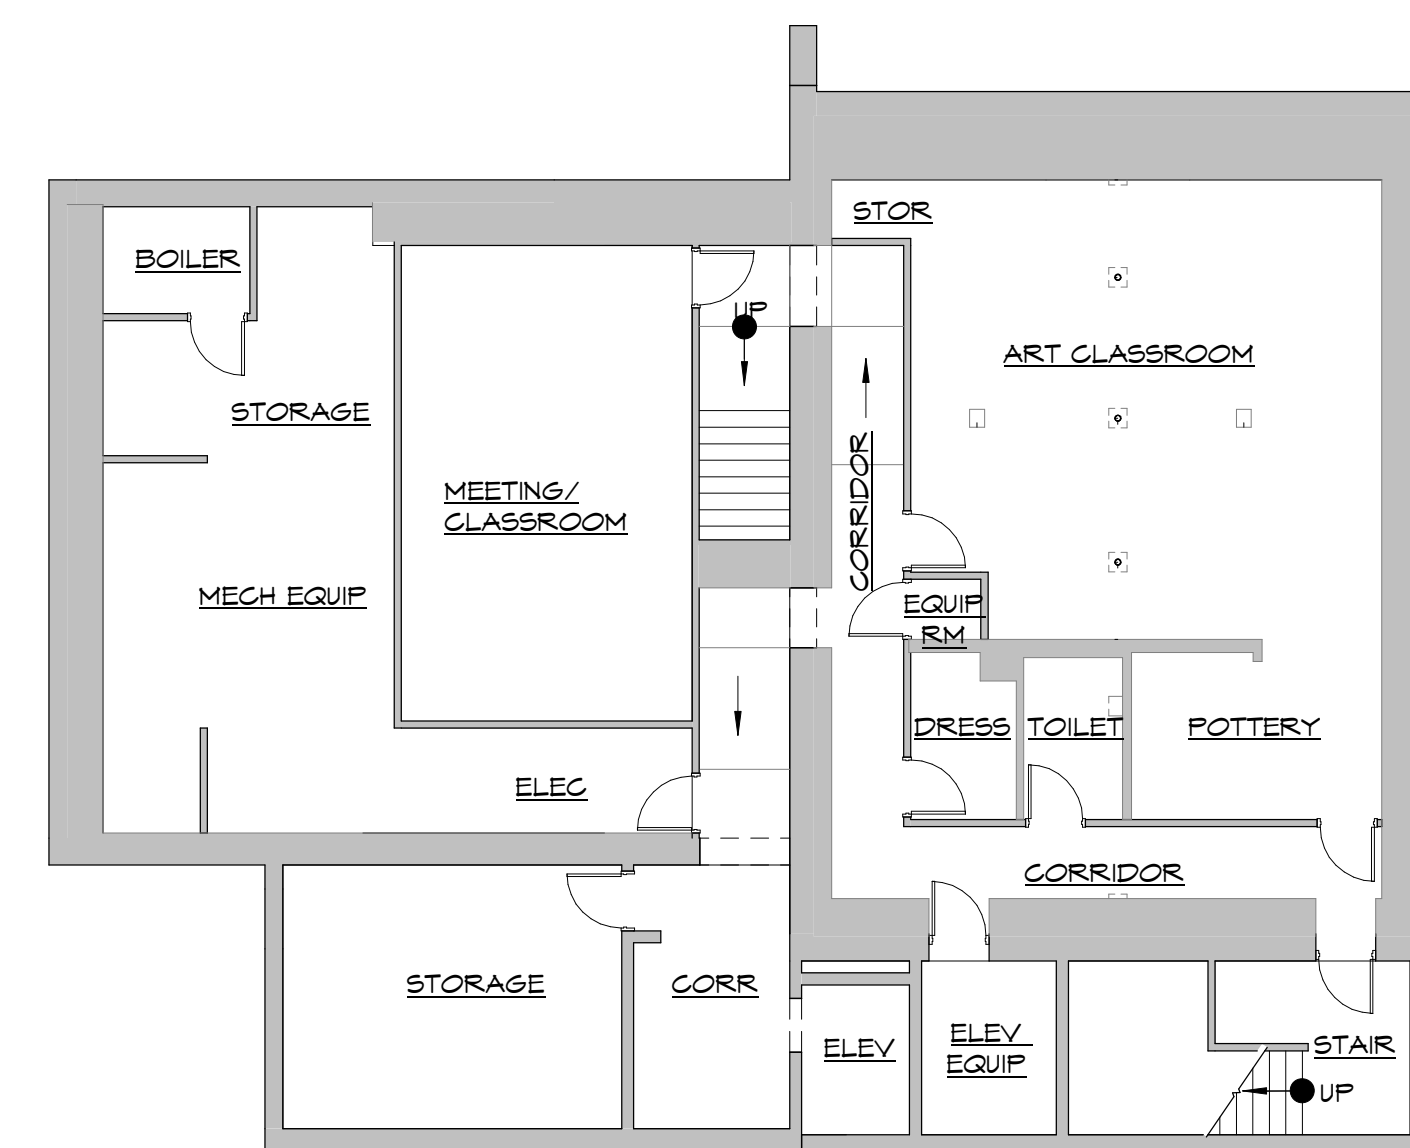 STOR
BOILER
UP
ART CLASSROOM
STORAGE
MEETING/
CLASSROOM
CORRIDOR
MECH EQUIP
EQUIP
RM
DRESS
TOILET
POTTERY
ELEC
CORRIDOR
STORAGE
CORR
ELEV
ELEV
EQUIP
STAIR
UP